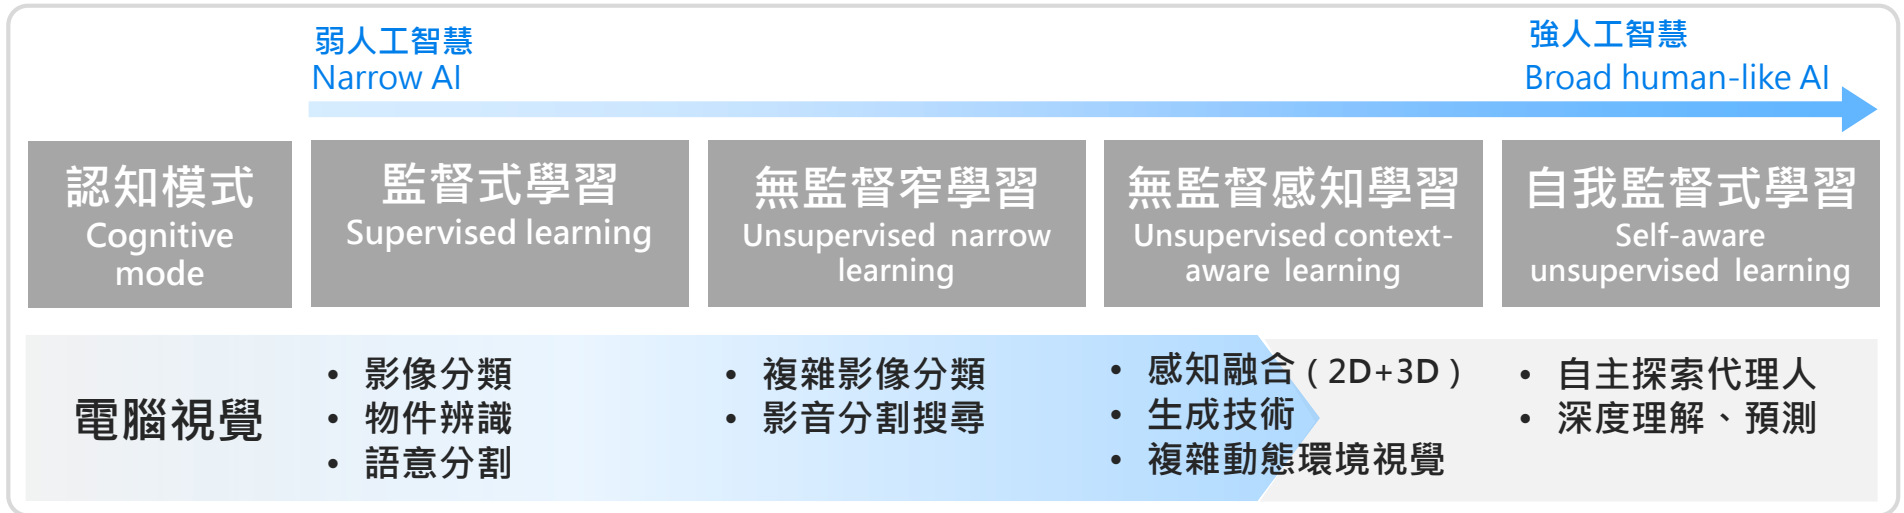 弱人工智慧
Narrow AI
強人工智慧
Broad human-like AI
認知模式
Cognitive
mode
監督式學習
Supervised learning
無監督窄學習
Unsupervised narrow
learning
無監督感知學習
Unsupervised context-
aware learning
自我監督式學習
Self-aware
unsupervised learning
電腦視覺
• 影像分類
• 物件辨識
• 語意分割
• 複雜影像分類
• 影音分割搜尋
• 感知融合 ( 2D+3D )
• 生成技術
• 複雜動態環境視覺
• 自主探索代理人
• 深度理解、預測